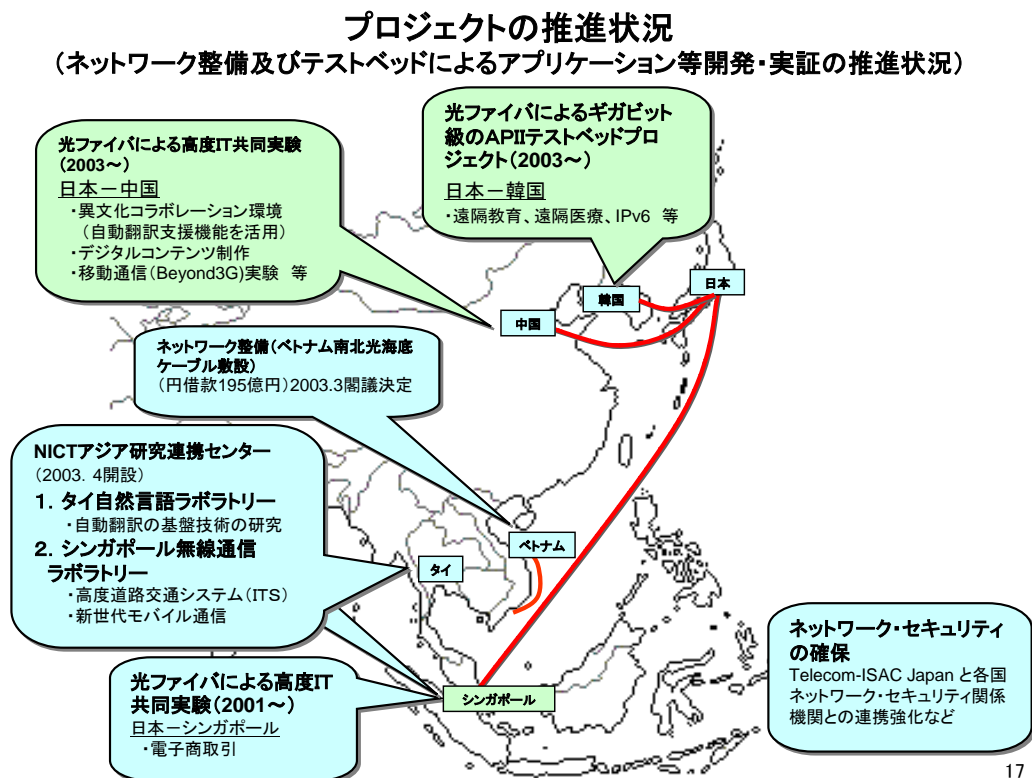 プロジェクトの推進状況
（ネットワーク整備及びテストベッドによるアプリケーション等開発・実証の推進状況）
光ファイバによる高度IT共同実験
（2003～）
日本－中国
・異文化コラボレーション環境
（自動翻訳支援機能を活用）
・デジタルコンテンツ制作
・移動通信(Beyond3G)実験　等
光ファイバによるギガビット
級のAPIIテストベッドプロ
ジェクト（2003～）
日本－韓国
・遠隔教育、遠隔医療、IPv6　等
日本
韓国
中国
ネットワーク整備（ベトナム南北光海底
ケーブル敷設）
（円借款195億円）2003.3閣議決定
NICTアジア研究連携センター
（2003．4開設）
１．タイ自然言語ラボラトリー
・自動翻訳の基盤技術の研究
２．シンガポール無線通信
ラボラトリー
・高度道路交通システム（ITS）
・新世代モバイル通信
ベトナム
タイ
光ファイバによる高度IT
共同実験（2001～）
日本－シンガポール
・電子商取引
シンガポール
ネットワーク・セキュリティ
の確保
Telecom-ISAC Japan と各国
ネットワーク・セキュリティ関係
機関との連携強化など
17